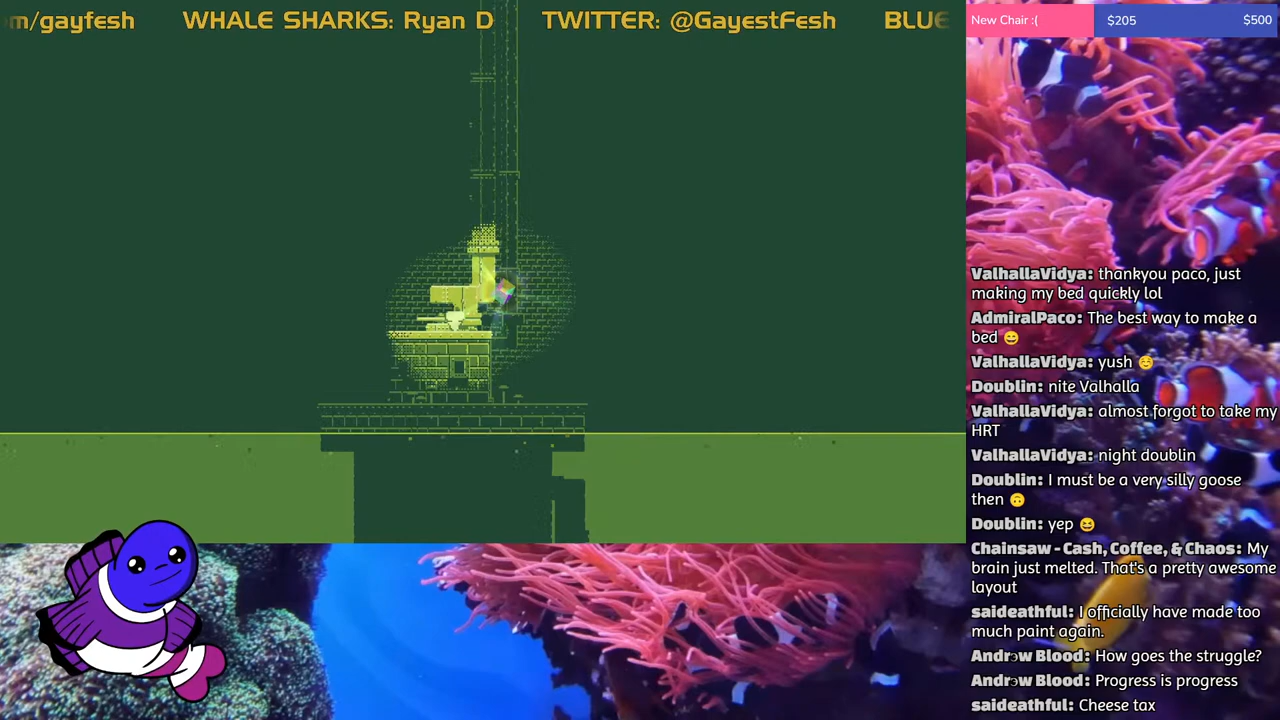 m/gayfesh WHALE SHARKS: Ryan D TWITTER: @GayestFesh BLUE
New Chair :( $205 $500
ValhallaVidya: thankyou paco, just
making my bed quickly lol
AdmiralPaco: The best way to make a
bed 😄
ValhallaVidya: yush ☺️
Doublin: nite Valhalla
ValhallaVidya: almost forgot to take my
HRT
ValhallaVidya: night doublin
Doublin: I must be a very silly goose
then 🙃
Doublin: yep 😆
Chainsaw - Cash, Coffee, & Chaos: My
brain just melted. That's a pretty awesome
layout
saideathful: I officially have made too
much paint again.
Andrɔw Blood: How goes the struggle?
Andrɔw Blood: Progress is progress
saideathful: Cheese tax